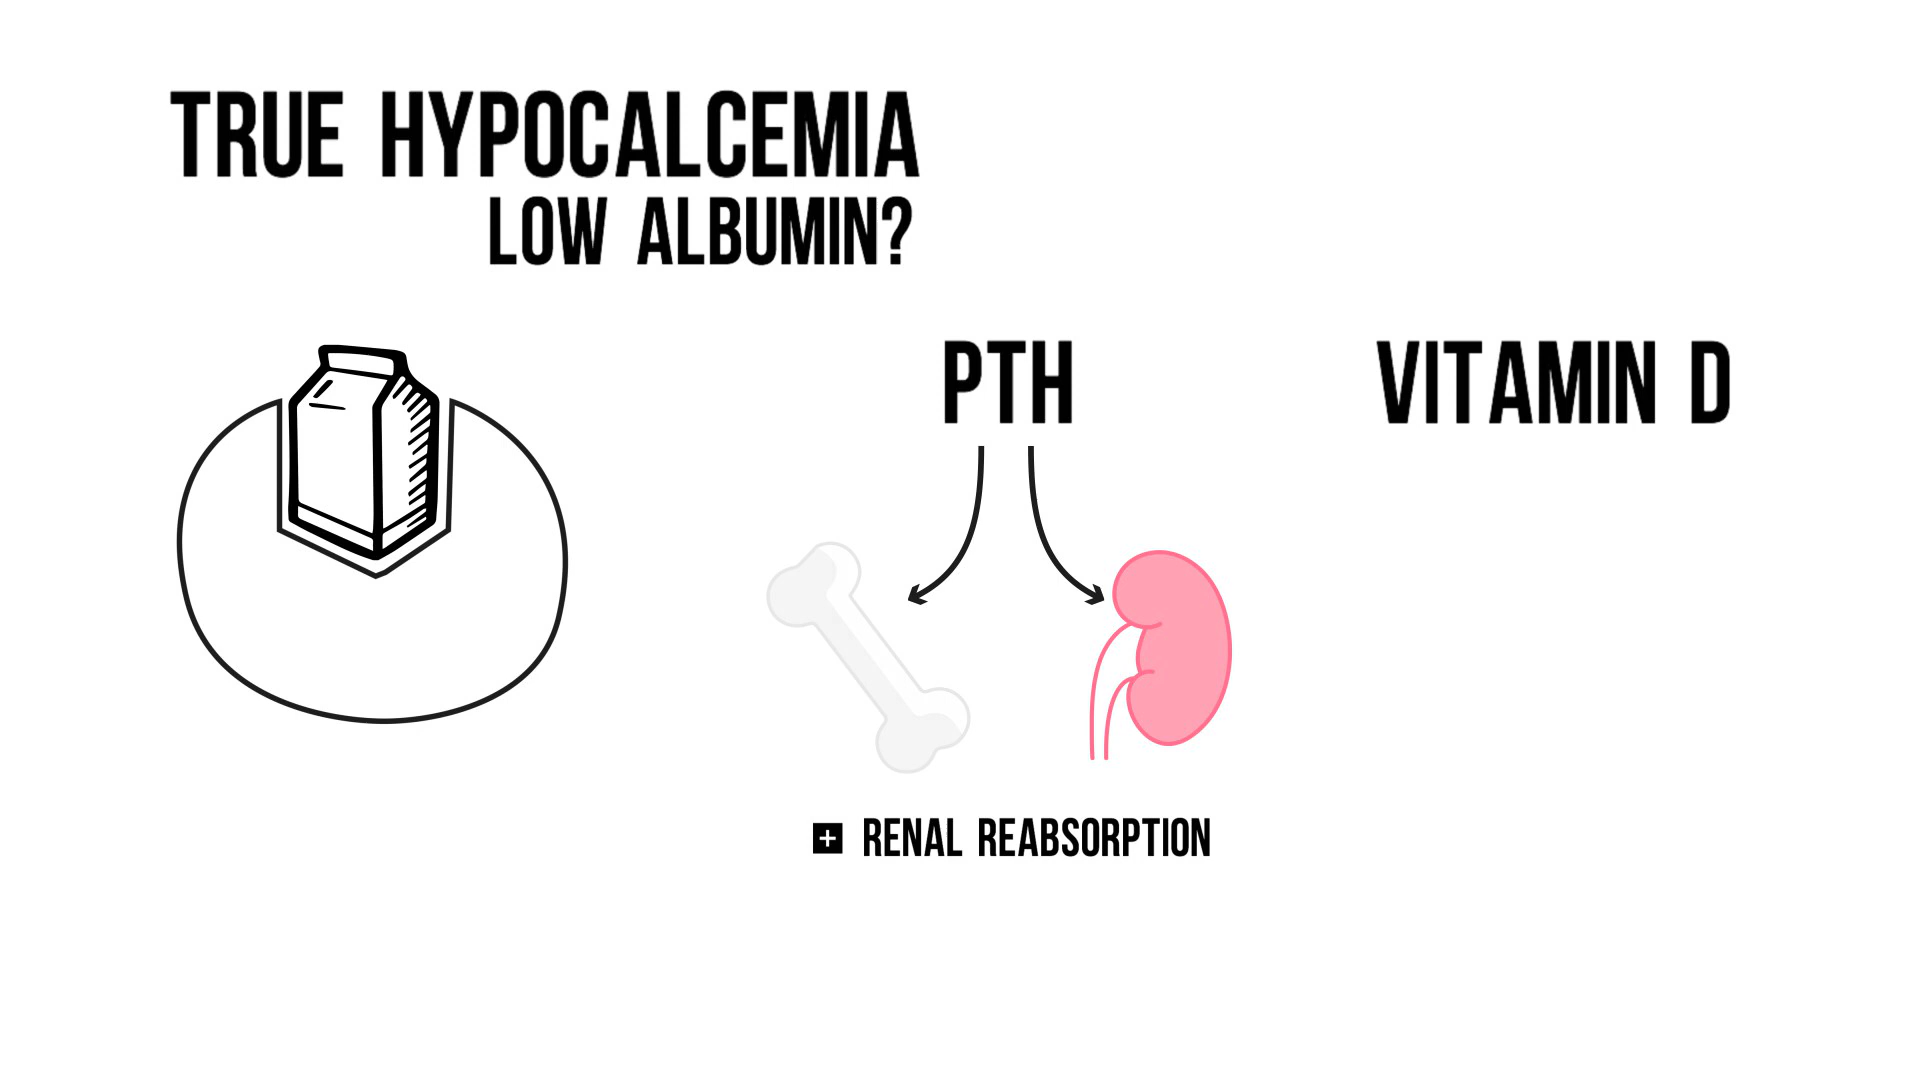 TRUE HYPOCALCEMIA
LOW ALBUMIN?
PTH
VITAMIN D
+ RENAL REABSORPTION